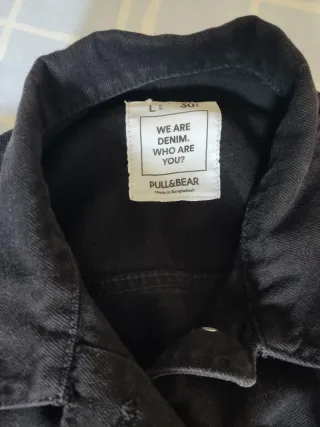 L 30
WE ARE
DENIM.
WHO ARE
YOU?
PULL&BEAR
Made in Bangladesh